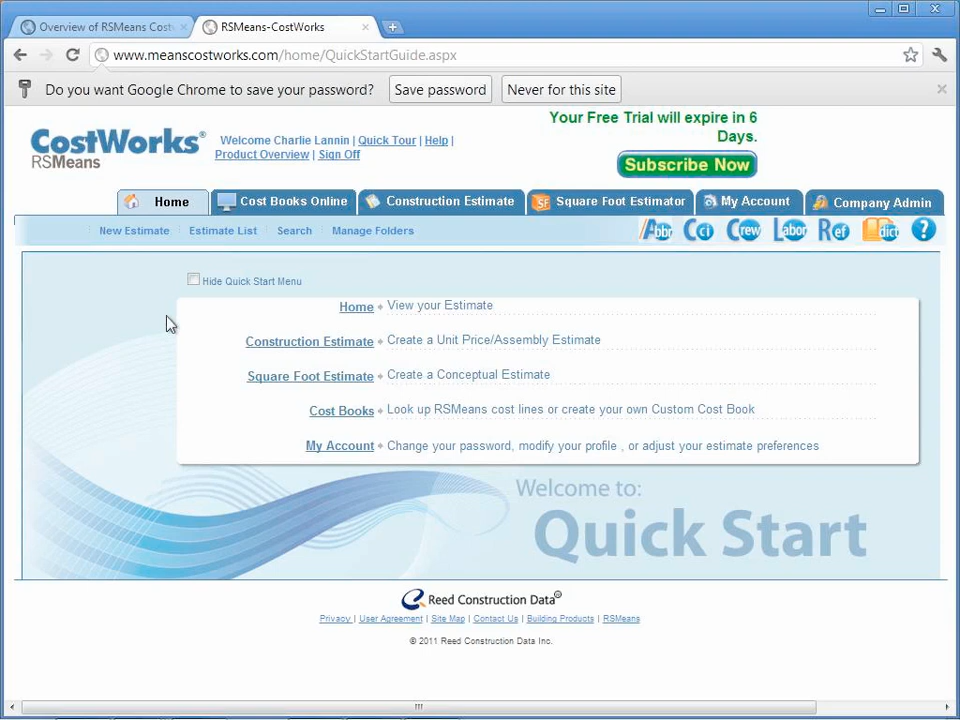 Overview of RSMeans Cost
RSMeans-CostWorks
www.meanscostworks.com/home/QuickStartGuide.aspx
Do you want Google Chrome to save your password?
Save password
Never for this site
CostWorks®
RSMeans
Welcome Charlie Lannin | Quick Tour | Help |
Product Overview | Sign Off
Your Free Trial will expire in 6
Days.
Subscribe Now
Home
Cost Books Online
Construction Estimate
SF Square Foot Estimator
My Account
Company Admin
New Estimate
Estimate List
Search
Manage Folders
Abbr
Cci
Crew
Labor
Ref
dict
?
Hide Quick Start Menu
Home View your Estimate
Construction Estimate Create a Unit Price/Assembly Estimate
Square Foot Estimate Create a Conceptual Estimate
Cost Books Look up RSMeans cost lines or create your own Custom Cost Book
My Account Change your password, modify your profile , or adjust your estimate preferences
Welcome to:
Quick Start
Reed Construction Data®
Privacy | User Agreement | Site Map | Contact Us | Building Products | RSMeans
© 2011 Reed Construction Data Inc.